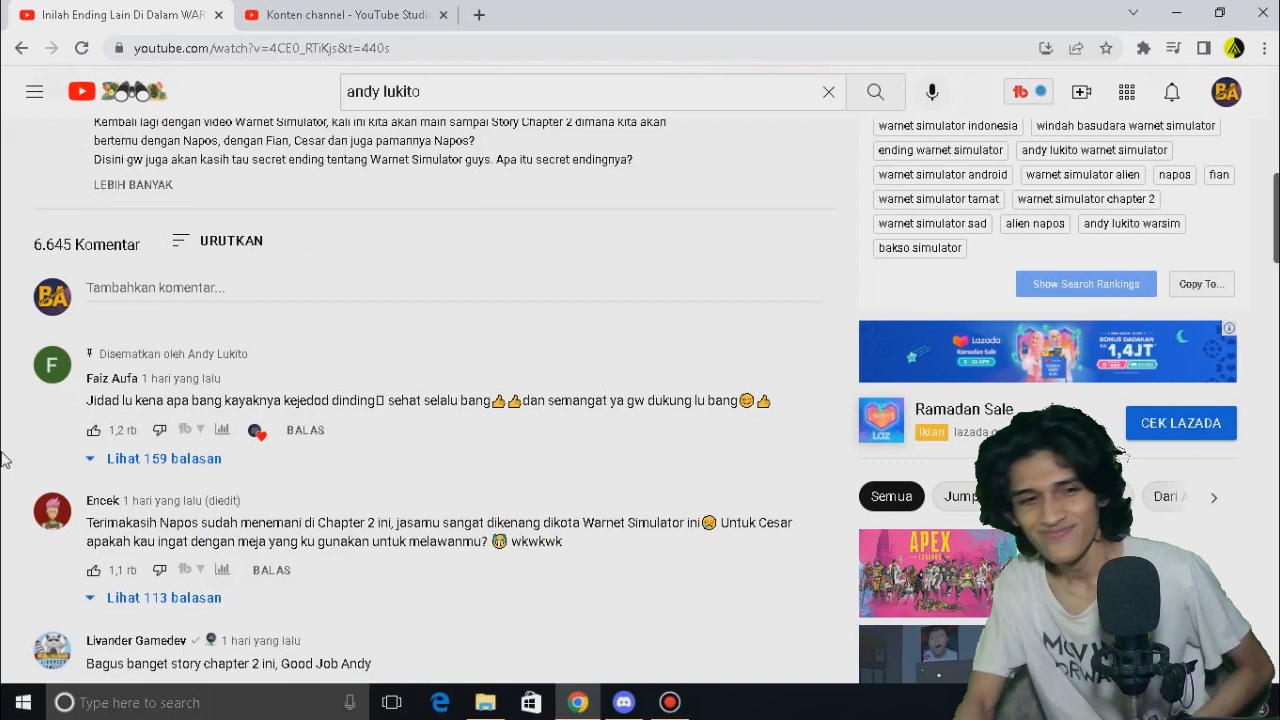 Inilah Ending Lain Di Dalam WAR
Konten channel - YouTube Studi
youtube.com/watch?v=4CE0_RTiKjs&t=440s
andy lukito
BA
Kembali lagi dengan video Warnet Simulator, kali ini kita akan main sampai Story Chapter 2 dimana kita akan
bertemu dengan Napos, dengan Fian, Cesar dan juga pamannya Napos?
Disini gw juga akan kasih tau secret ending tentang Warnet Simulator guys. Apa itu secret endingnya?
LEBIH BANYAK
6.645 Komentar
URUTKAN
BA
Tambahkan komentar...
F
Disematkan oleh Andy Lukito
Faiz Aufa 1 hari yang lalu
Jidad lu kena apa bang kayaknya kejedod dinding sehat selalu bang👍👍dan semangat ya gw dukung lu bang😊👍
1,2 rb
BALAS
Lihat 159 balasan
Encek 1 hari yang lalu (diedit)
Terimakasih Napos sudah menemani di Chapter 2 ini, jasamu sangat dikenang dikota Warnet Simulator ini😢 Untuk Cesar
apakah kau ingat dengan meja yang ku gunakan untuk melawanmu? 😭 wkwkwk
1,1 rb
BALAS
Lihat 113 balasan
Livander Gamedev 1 hari yang lalu
Bagus banget story chapter 2 ini, Good Job Andy
warnet simulator indonesia
windah basudara warnet simulator
ending warnet simulator
andy lukito warnet simulator
warnet simulator android
warnet simulator alien
napos
fian
warnet simulator tamat
warnet simulator chapter 2
warnet simulator sad
alien napos
andy lukito warsim
bakso simulator
Show Search Rankings
Copy To...
Lazada
Ramadan Sale
BONUS DADAKAN
1,4JT
Laz
Ramadan Sale
Iklan lazada
CEK LAZADA
Semua
Jump
Dari
APEX
LEGENDS
MOV
FORWA
Type here to search